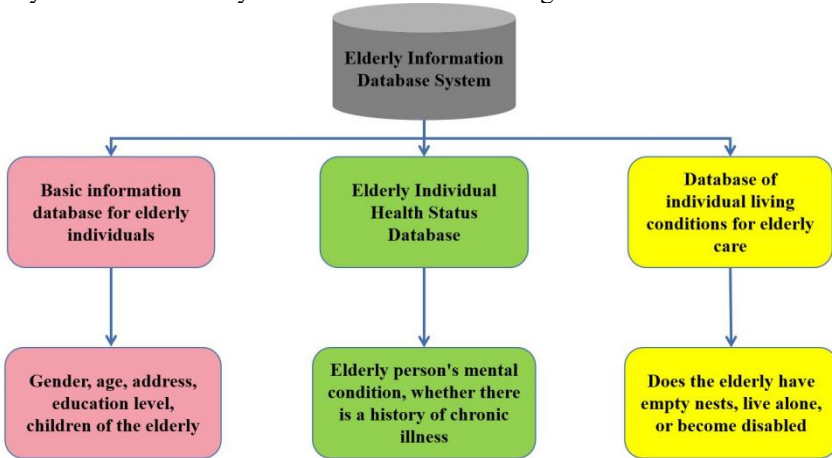 Elderly Information
Database System
Basic information
database for elderly
individuals
Elderly Individual
Health Status
Database
Database of
individual living
conditions for elderly
care
Gender, age, address,
education level,
children of the elderly
Elderly person's mental
condition, whether there
is a history of chronic
illness
Does the elderly have
empty nests, live alone,
or become disabled